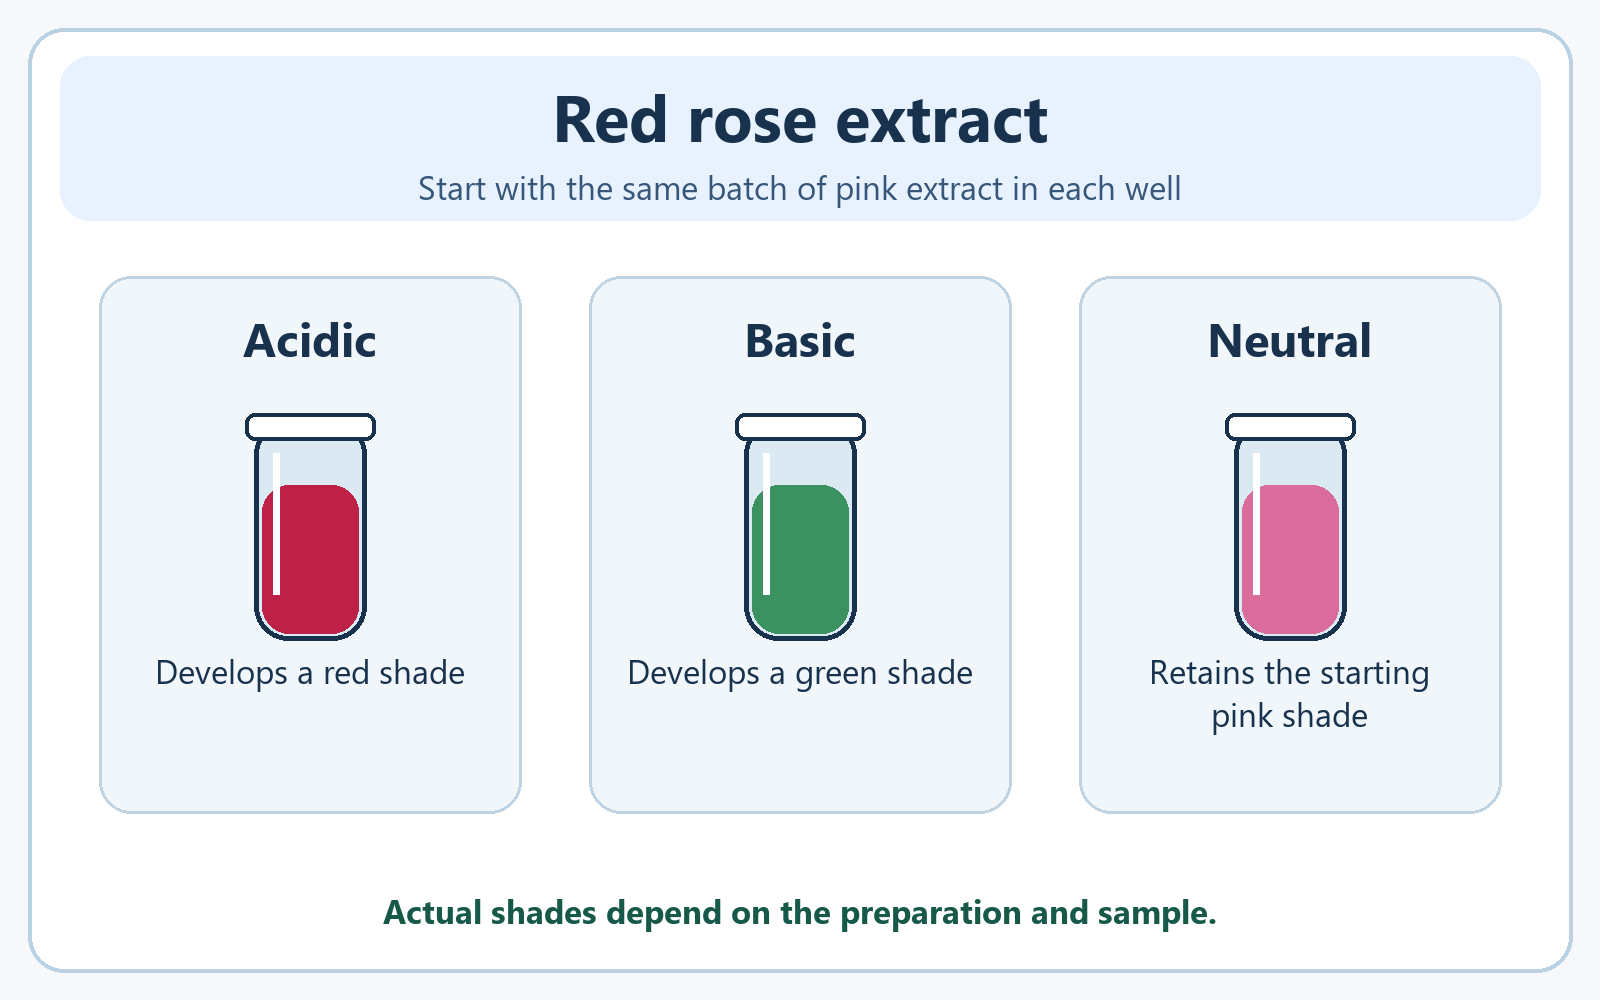 Red rose extract
Start with the same batch of pink extract in each well
Acidic
Develops a red shade
Basic
Develops a green shade
Neutral
Retains the starting
pink shade
Actual shades depend on the preparation and sample.